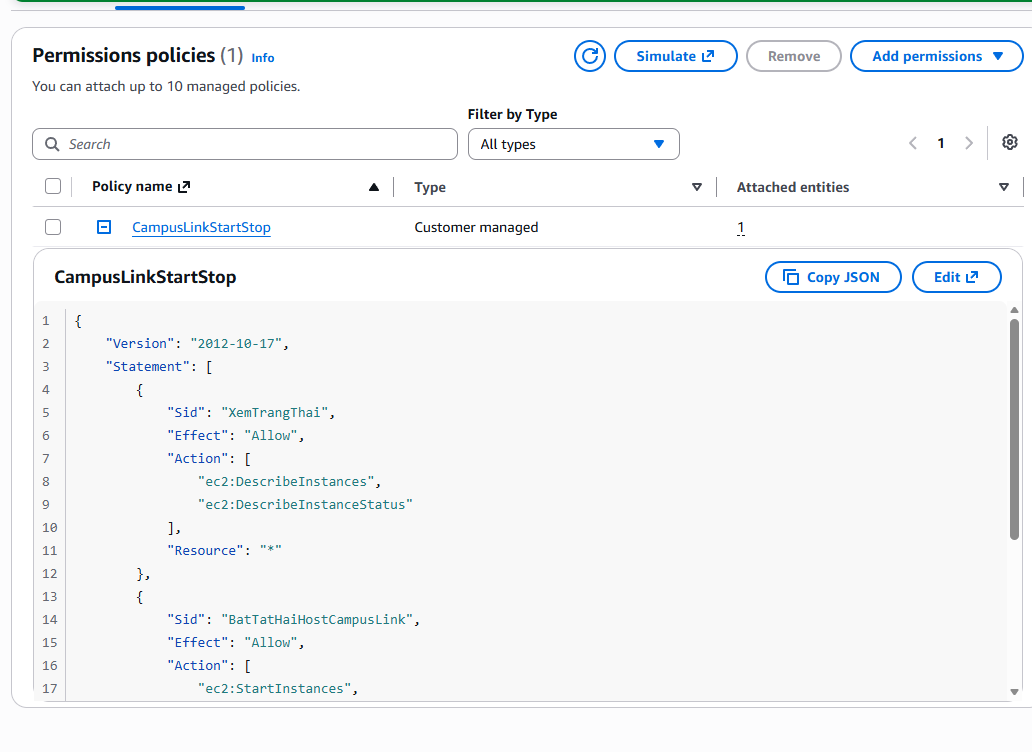 Permissions policies (1) Info
Simulate
Remove
Add permissions
You can attach up to 10 managed policies.
Filter by Type
Search
All types
1
Policy name
Type
Attached entities
CampusLinkStartStop
Customer managed
1
CampusLinkStartStop
Copy JSON
Edit
1 {
2 "Version": "2012-10-17",
3 "Statement": [
4 {
5 "Sid": "XemTrangThai",
6 "Effect": "Allow",
7 "Action": [
8 "ec2:DescribeInstances",
9 "ec2:DescribeInstanceStatus"
10 ],
11 "Resource": "*"
12 },
13 {
14 "Sid": "BatTatHaiHostCampusLink",
15 "Effect": "Allow",
16 "Action": [
17 "ec2:StartInstances",